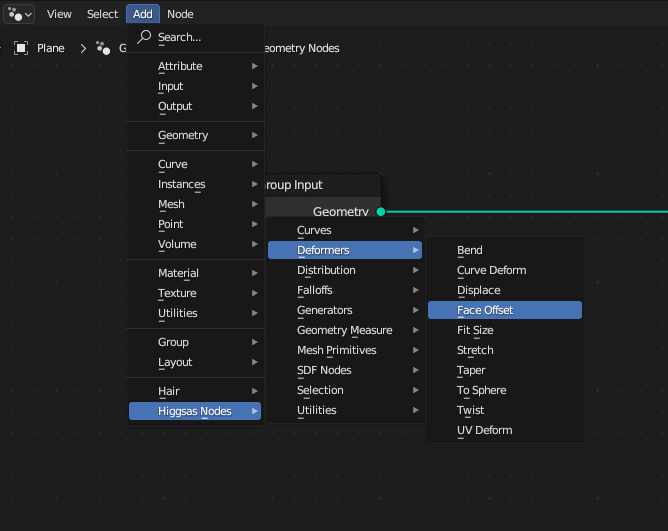 View Select Add Node
Search...
Plane G eometry Nodes
Attribute
Input
Output
Geometry
Curve
Instances
Mesh
Point
Volume
Material
Texture
Utilities
Group
Layout
Hair
Higgsas Nodes
roup Input
Geometry
Curves
Deformers
Distribution
Falloffs
Generators
Geometry Measure
Mesh Primitives
SDF Nodes
Selection
Utilities
Bend
Curve Deform
Displace
Face Offset
Fit Size
Stretch
Taper
To Sphere
Twist
UV Deform